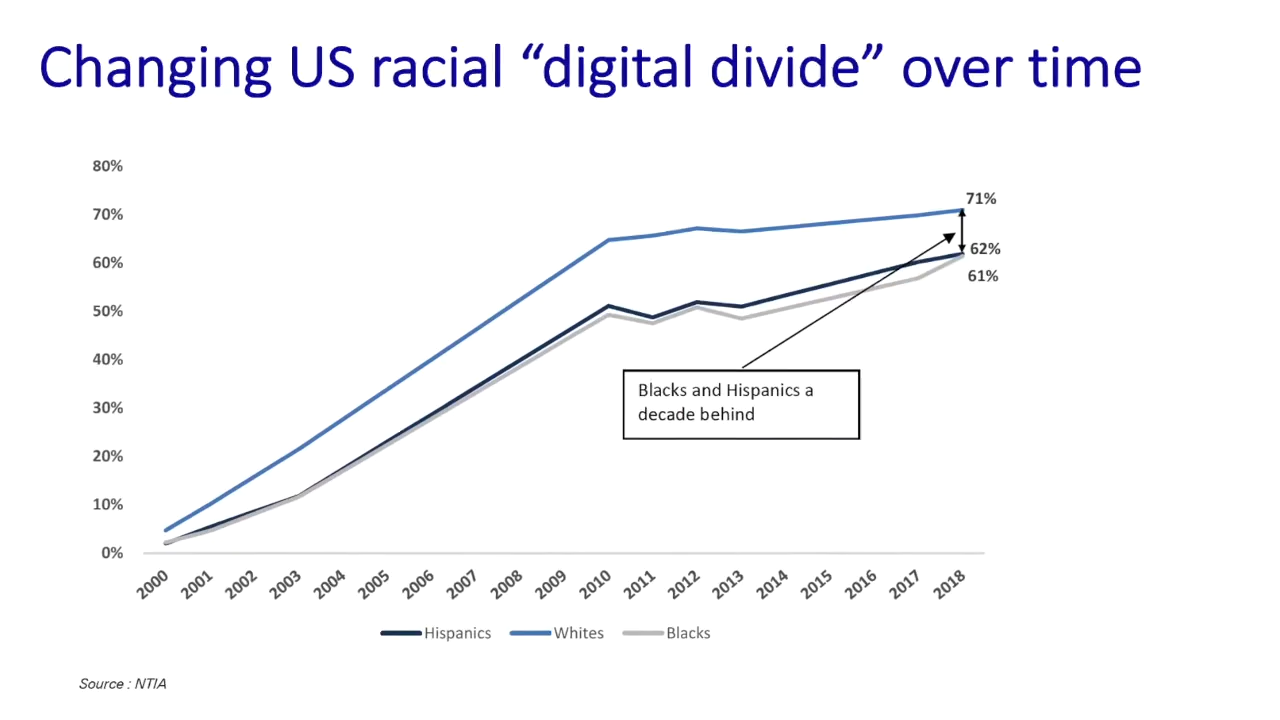 Changing US racial “digital divide” over time
80%
70%
60%
50%
40%
30%
20%
10%
0%
71%
62%
61%
Blacks and Hispanics a
decade behind
2000 2001 2002 2003 2004 2005 2006 2007 2008 2009 2010 2011 2012 2013 2014 2015 2016 2017 2018
Hispanics Whites Blacks
Source : NTIA